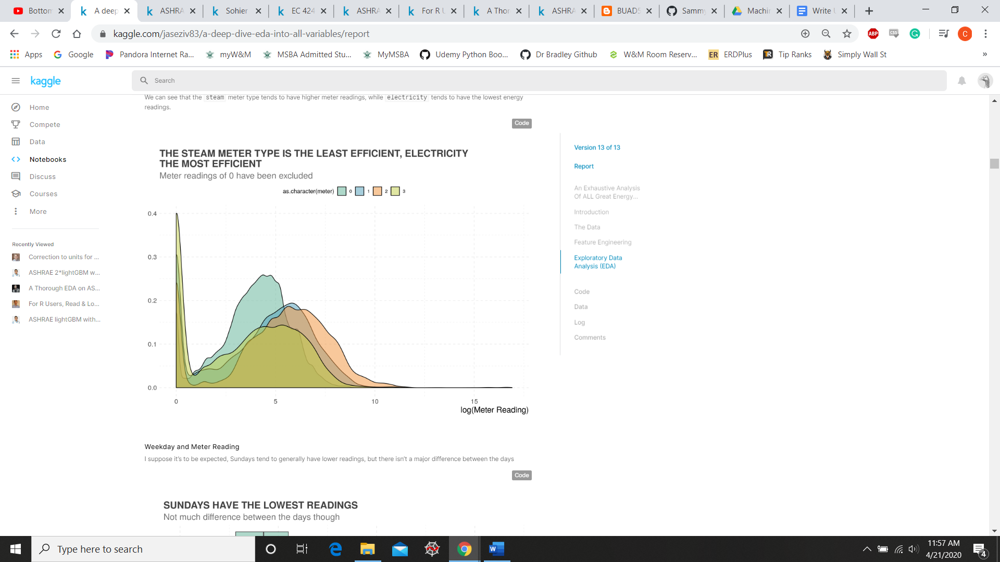 Bottom
A deep
ASHRA
Sohier
EC 424
ASHRA
For R U
A Thor
ASHRA
BUAD5
Sammy
Machin
Write U
kaggle.com/jaseziv83/a-deep-dive-eda-into-all-variables/report
ABP
CSS
C
Apps
Google
Pandora Internet Ra...
myW&M
MSBA Admitted Stu...
MyMSBA
Udemy Python Boo...
Dr Bradley Github
W&M Room Reserv...
ER ERDPlus
TR Tip Ranks
Simply Wall St
»
kaggle
Search
Home
Compete
Data
Notebooks
Discuss
Courses
More
Recently Viewed
Correction to units for ...
ASHRAE 2*lightGBM w...
A Thorough EDA on AS...
For R Users, Read & Lo...
ASHRAE lightGBM with...
We can see that the steam meter type tends to have higher meter readings, while electricity tends to have the lowest energy
readings.
Code
THE STEAM METER TYPE IS THE LEAST EFFICIENT, ELECTRICITY
THE MOST EFFICIENT
Meter readings of 0 have been excluded
as.character(meter) 0 1 2 3
0.4
0.3
0.2
0.1
0.0
0 5 10 15
log(Meter Reading)
Weekday and Meter Reading
I suppose it's to be expected, Sundays tend to generally have lower readings, but there isn't a major difference between the days
Code
SUNDAYS HAVE THE LOWEST READINGS
Not much difference between the days though
Version 13 of 13
Report
An Exhaustive Analysis
Of ALL Great Energy...
Introduction
The Data
Feature Engineering
Exploratory Data
Analysis (EDA)
Code
Data
Log
Comments
Type here to search
11:57 AM
4/21/2020
4